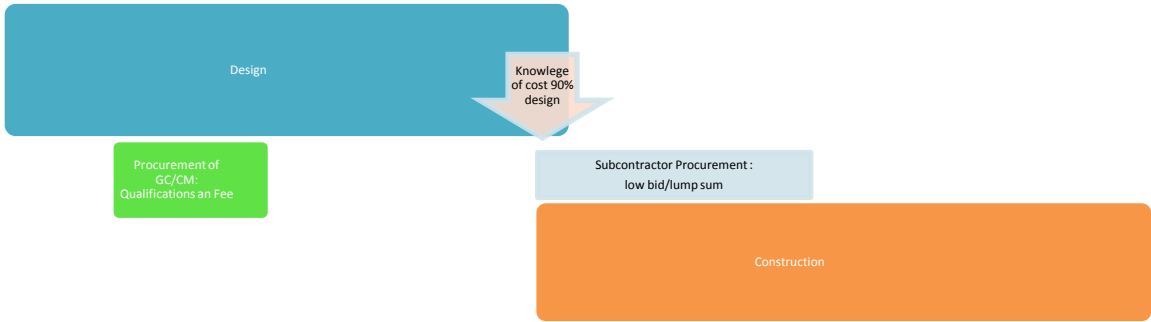 Design
Knowlege
of cost 90%
design
Procurement of
GC/CM:
Qualifications an Fee
Subcontractor Procurement :
low bid/lump sum
Construction